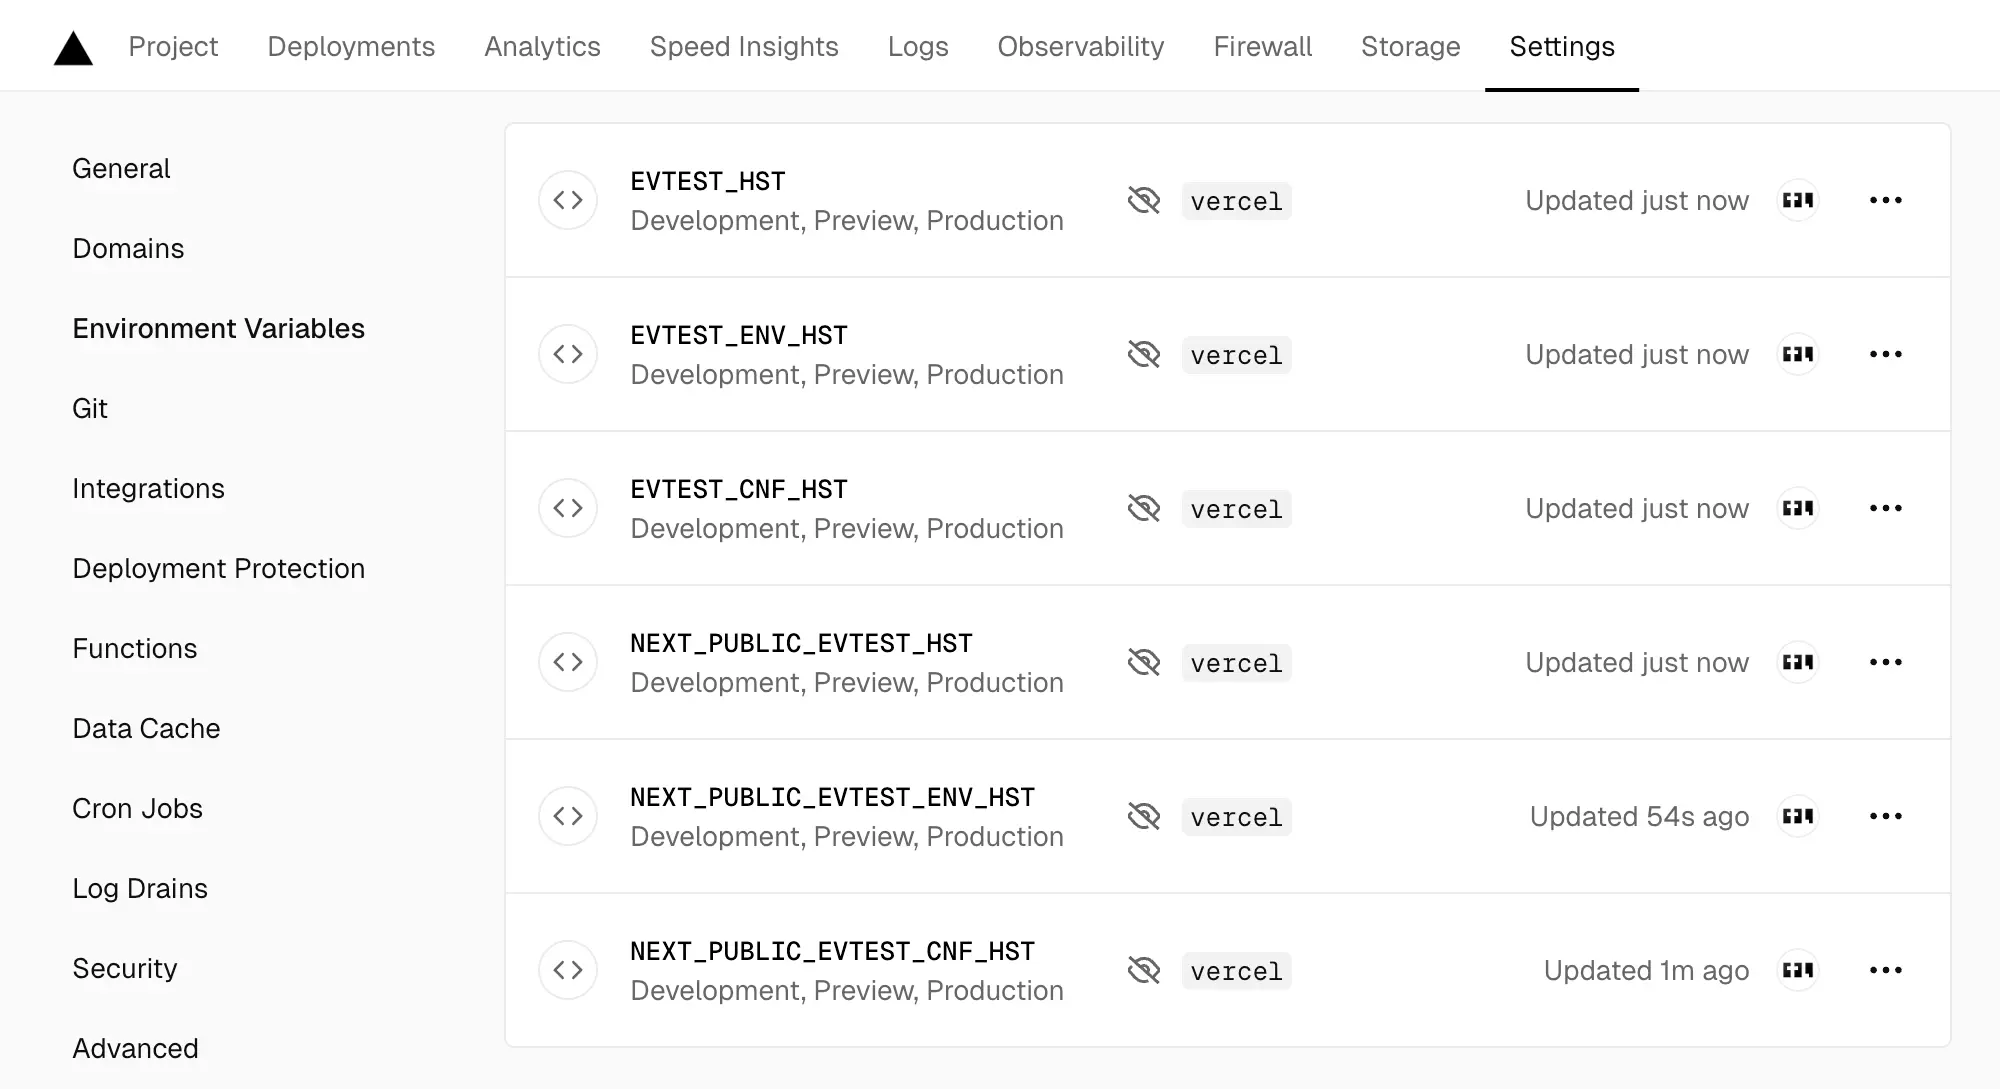 Project Deployments Analytics Speed Insights Logs Observability Firewall Storage Settings
General
Domains
Environment Variables
Git
Integrations
Deployment Protection
Functions
Data Cache
Cron Jobs
Log Drains
Security
Advanced
EVTEST_HST
Development, Preview, Production
vercel
Updated just now
EVTEST_ENV_HST
Development, Preview, Production
vercel
Updated just now
EVTEST_CNF_HST
Development, Preview, Production
vercel
Updated just now
NEXT_PUBLIC_EVTEST_HST
Development, Preview, Production
vercel
Updated just now
NEXT_PUBLIC_EVTEST_ENV_HST
Development, Preview, Production
vercel
Updated 54s ago
NEXT_PUBLIC_EVTEST_CNF_HST
Development, Preview, Production
vercel
Updated 1m ago